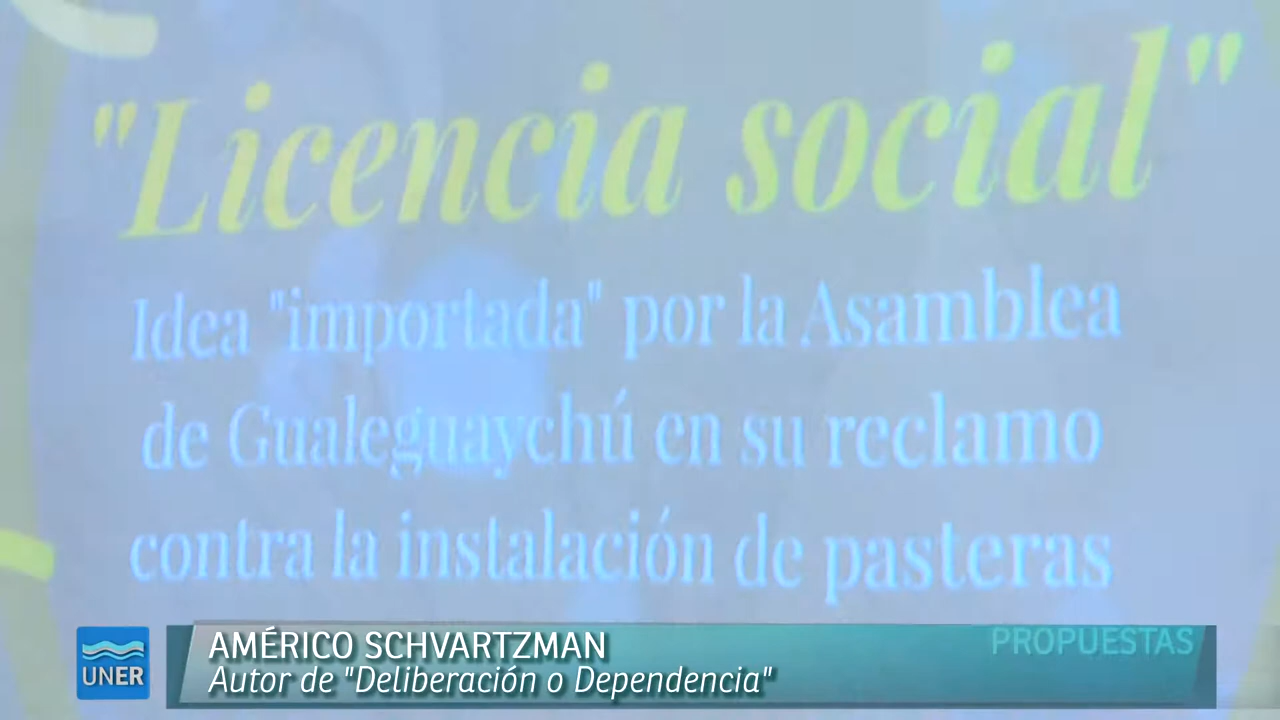 "Licencia social"
Idea "importada" por la Asamblea
de Gualeguaychú en su reclamo
contra la instalación de pasteras
PROPUESTAS
AMÉRICO SCHVARTZMAN
Autor de "Deliberación o Dependencia"
UNER